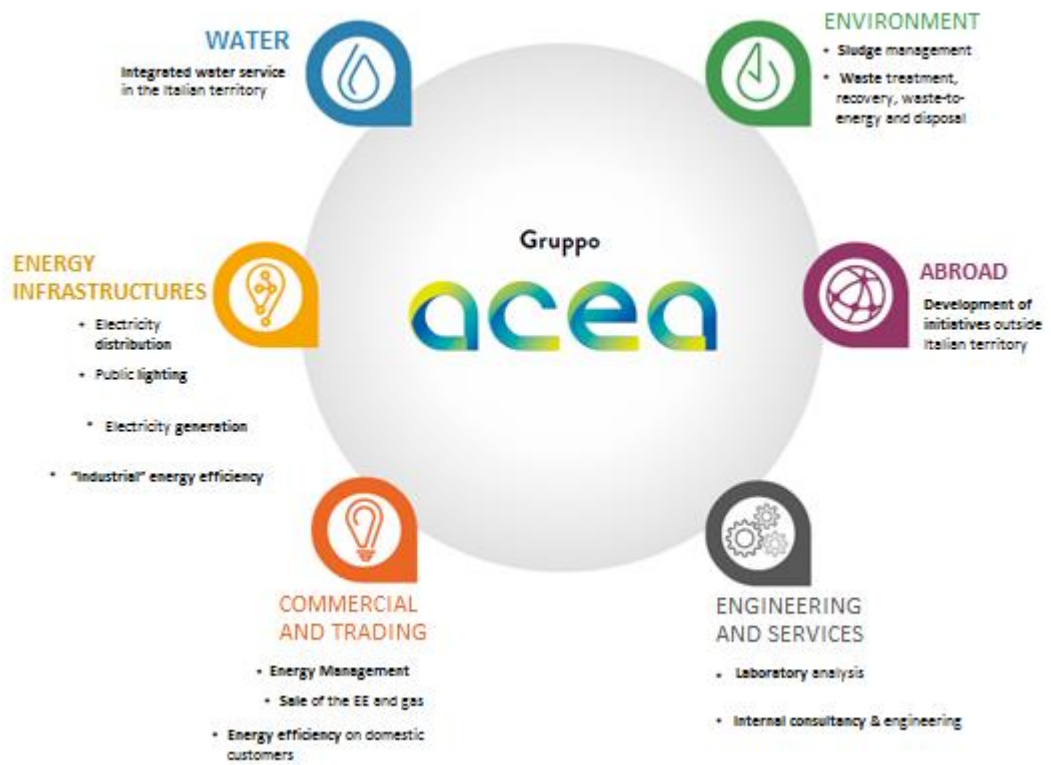 WATER
Integrated water service
in the Italian territory
ENVIRONMENT
• Sludge management
• Waste treatment,
recovery, waste-to-
energy and disposal
Gruppo
acea
ENERGY
INFRASTRUCTURES
• Electricity
distribution
• Public lighting
• Electricity generation
• "Industrial" energy efficiency
ABROAD
Development of
initiatives outside
Italian territory
COMMERCIAL
AND TRADING
• Energy Management
• Sale of the EE and gas
• Energy efficiency on domestic
customers
ENGINEERING
AND SERVICES
• Laboratory analysis
• Internal consultancy & engineering